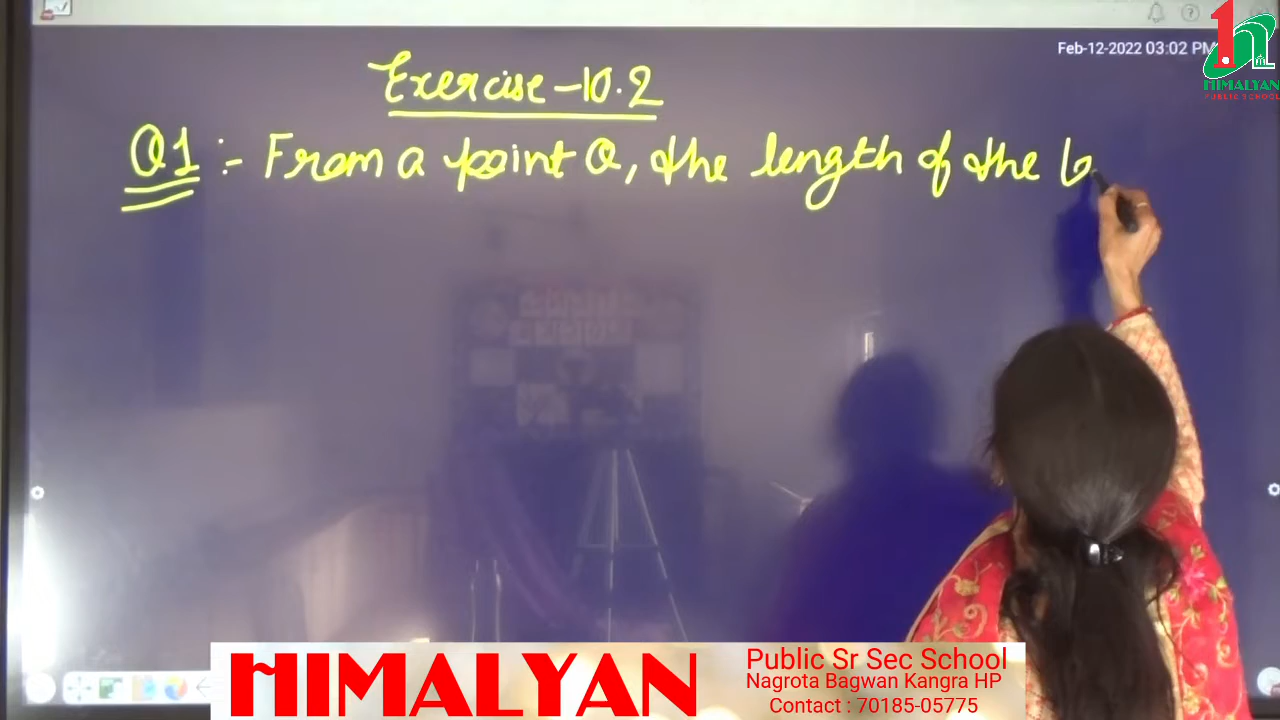 Feb-12-2022 03:02 PM
HIMALYAN
PUBLIC SCHOOL
Exercise-10.2
Q1:- From a point Q, the length of the
HIMALYAN
Public Sr Sec School
Nagrota Bagwan Kangra HP
Contact : 70185-05775